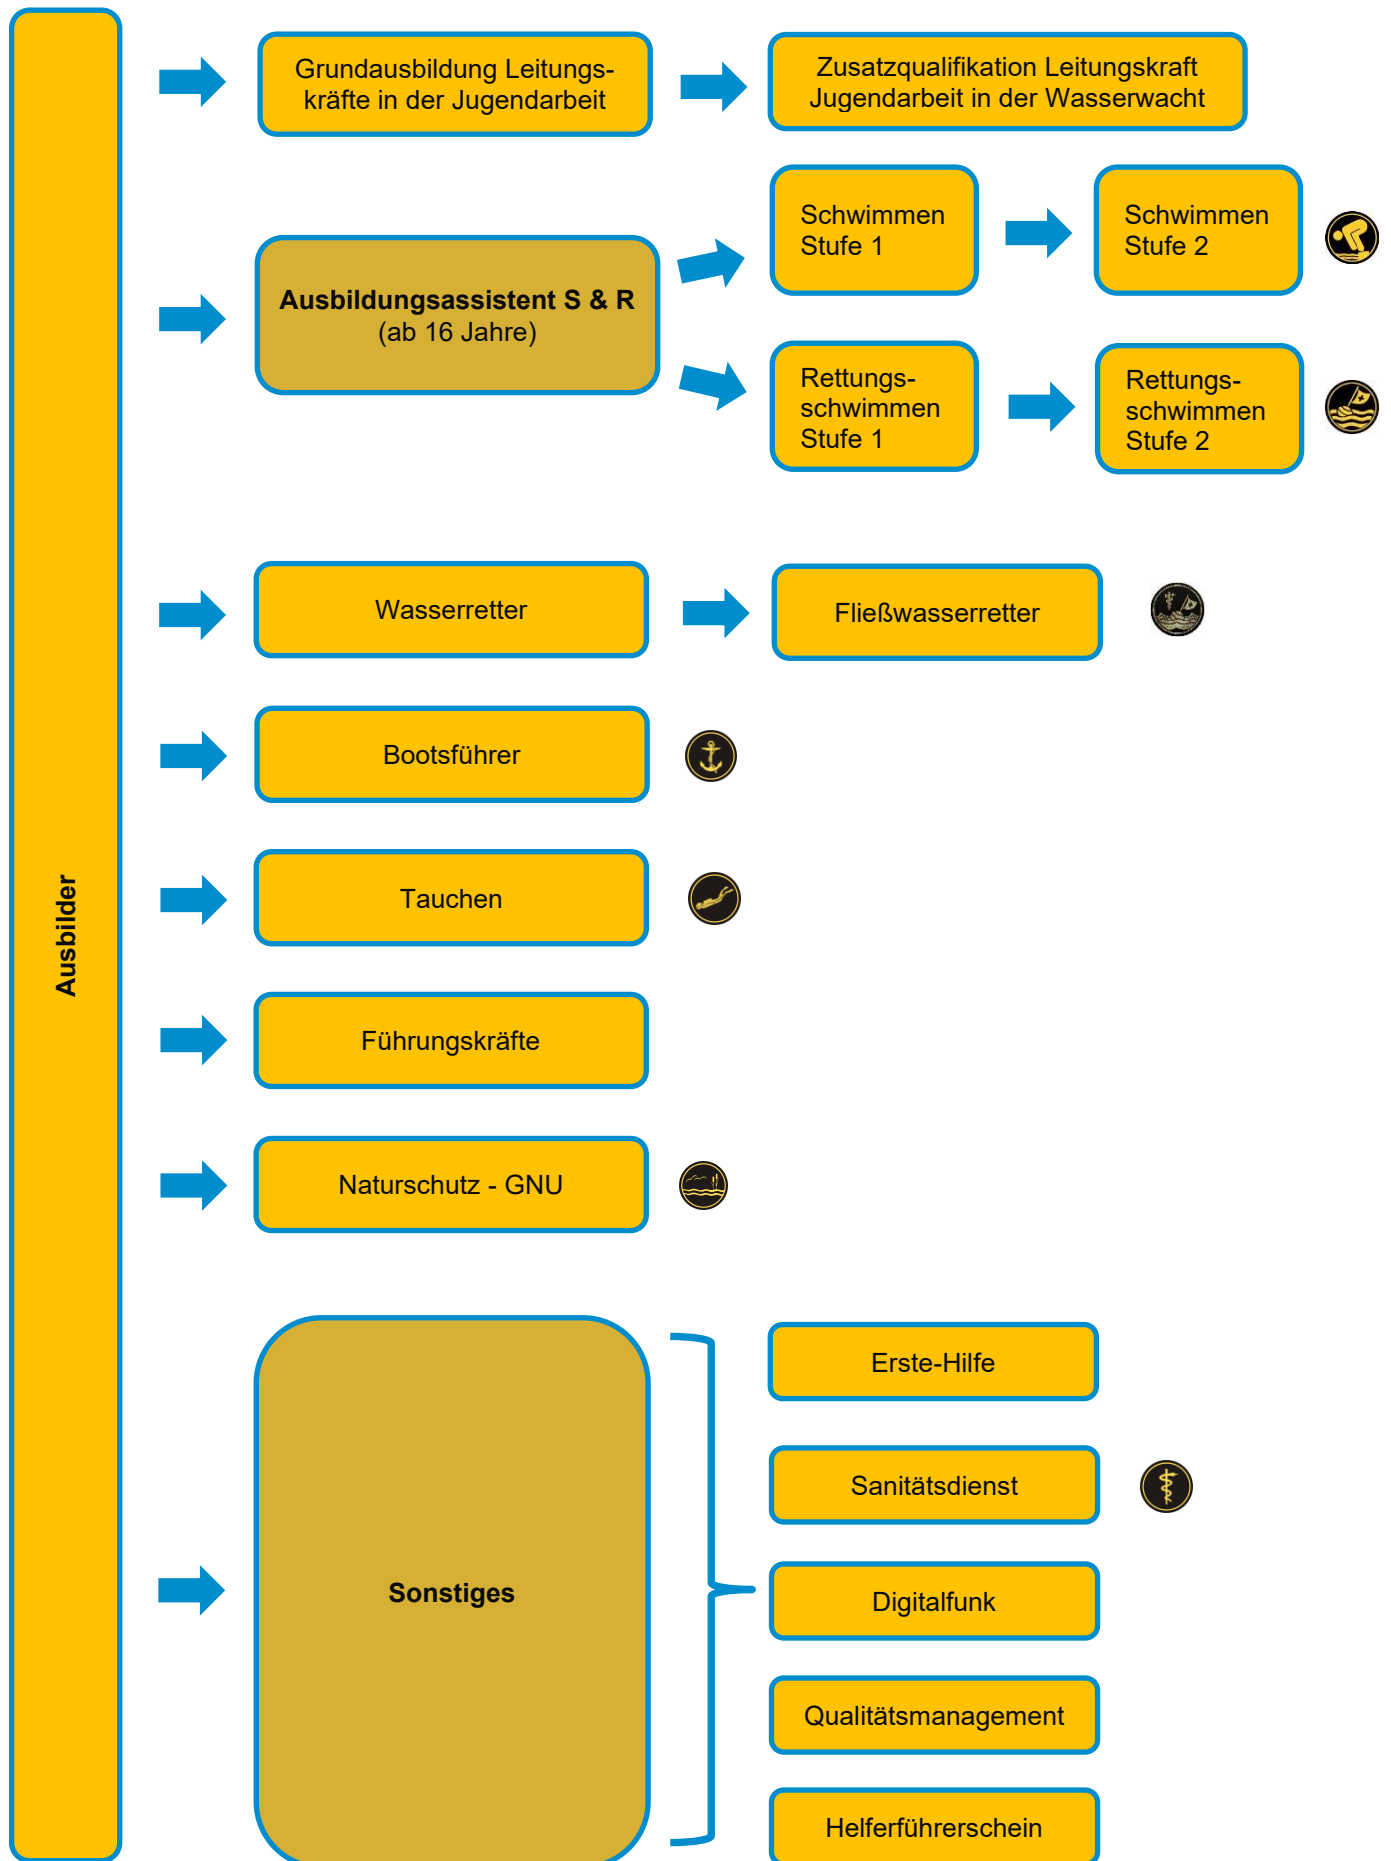 Ausbilder
Grundausbildung Leitungs-
kräfte in der Jugendarbeit
Zusatzqualifikation Leitungskraft
Jugendarbeit in der Wasserwacht
Ausbildungsassistent S & R
(ab 16 Jahre)
Schwimmen
Stufe 1
Schwimmen
Stufe 2
Rettungs-
schwimmen
Stufe 1
Rettungs-
schwimmen
Stufe 2
Wasserretter
Fließwasserretter
Bootsführer
Tauchen
Führungskräfte
Naturschutz - GNU
Sonstiges
Erste-Hilfe
Sanitätsdienst
Digitalfunk
Qualitätsmanagement
Helferführerschein